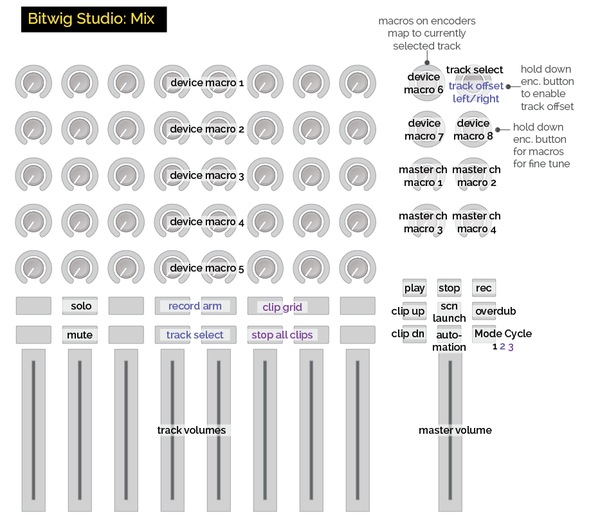 Bitwig Studio: Mix
macros on encoders
map to currently
selected track
device macro 1
device
macro 6
track select
track offset
left/right
hold down
enc. button
to enable
track offset
device macro 2
device
macro 7
device
macro 8
hold down
enc. button
for macros
for fine tune
device macro 3
master ch
macro 1
master ch
macro 2
device macro 4
master ch
macro 3
master ch
macro 4
device macro 5
play
stop
rec
solo
record arm
clip grid
clip up
scn
launch
overdub
mute
track select
stop all clips
clip dn
auto-
mation
Mode Cycle
1 2 3
track volumes
master volume